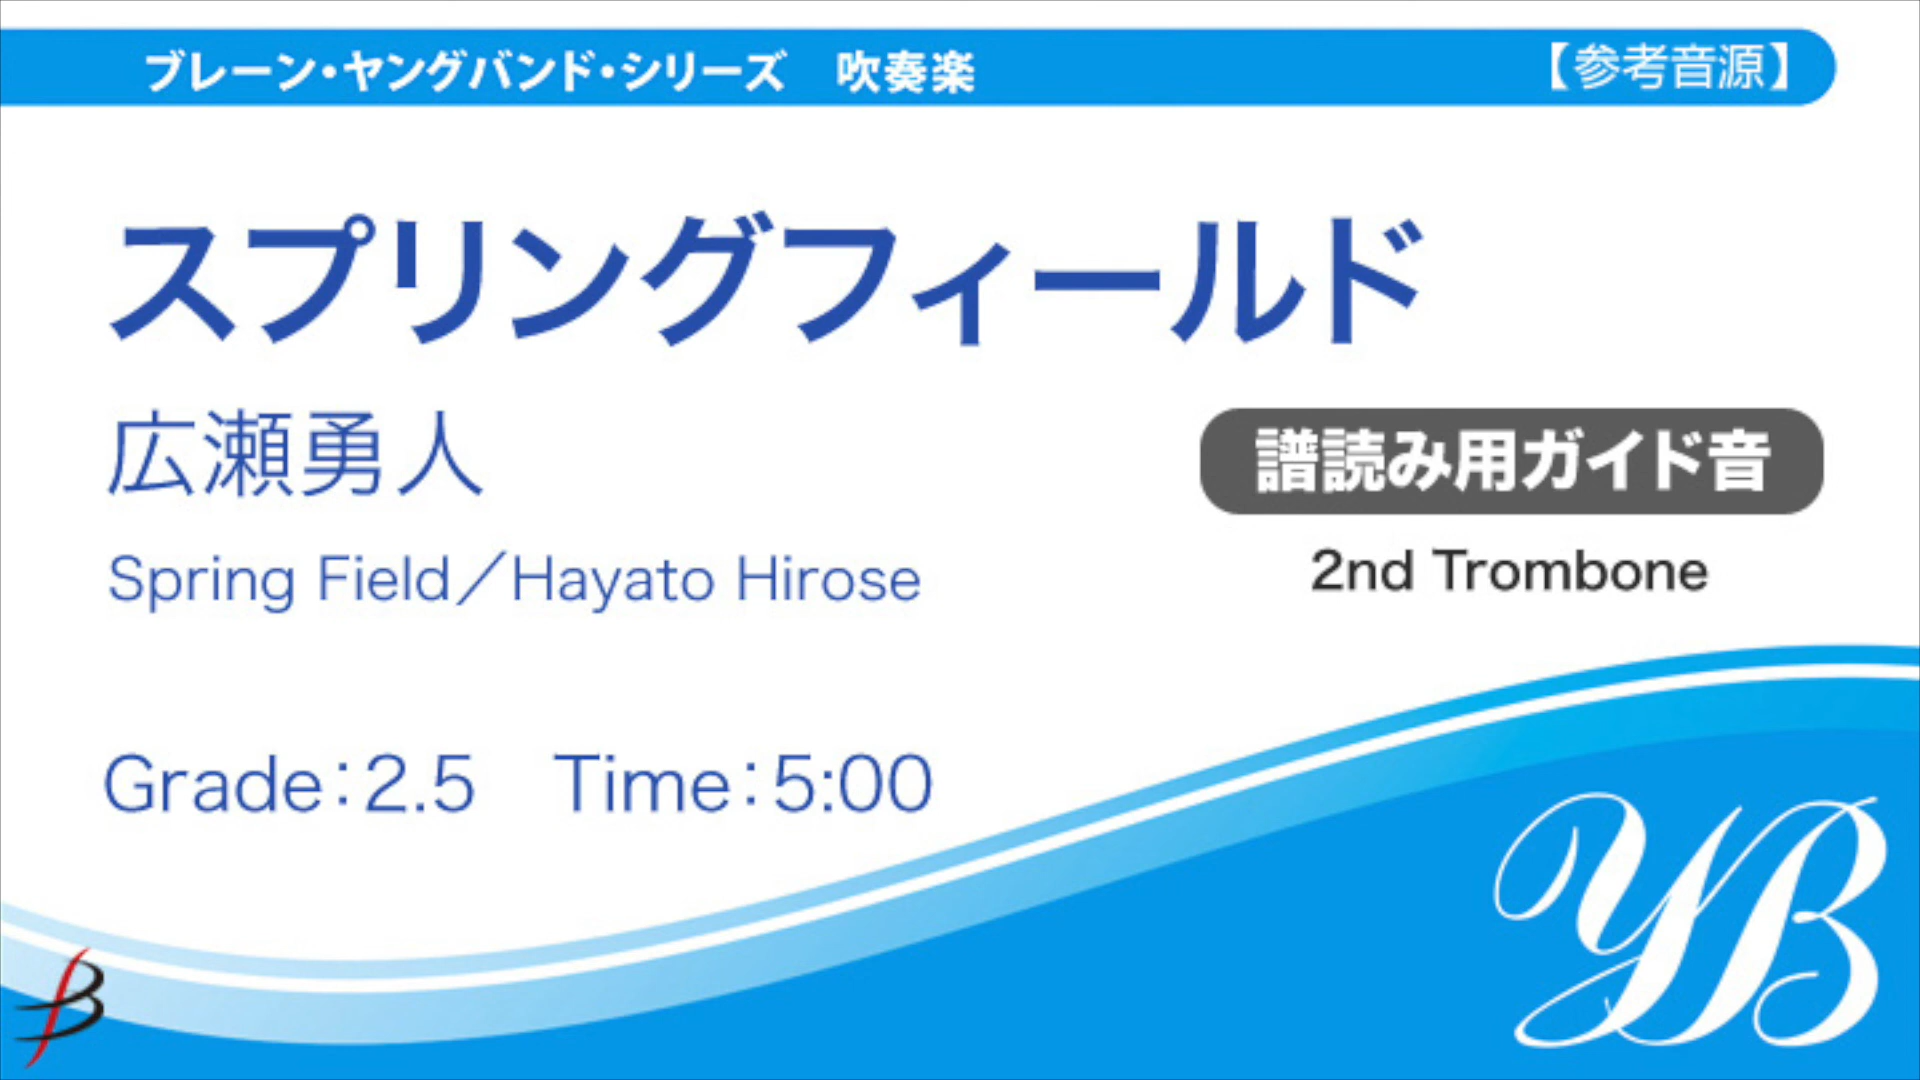 ブレーン・ヤングバンド・シリーズ　吹奏楽
【参考音源】
スプリングフィールド
広瀬勇人
譜読み用ガイド音
Spring Field／Hayato Hirose
2nd Trombone
Grade：2.5　Time：5:00
YB
B